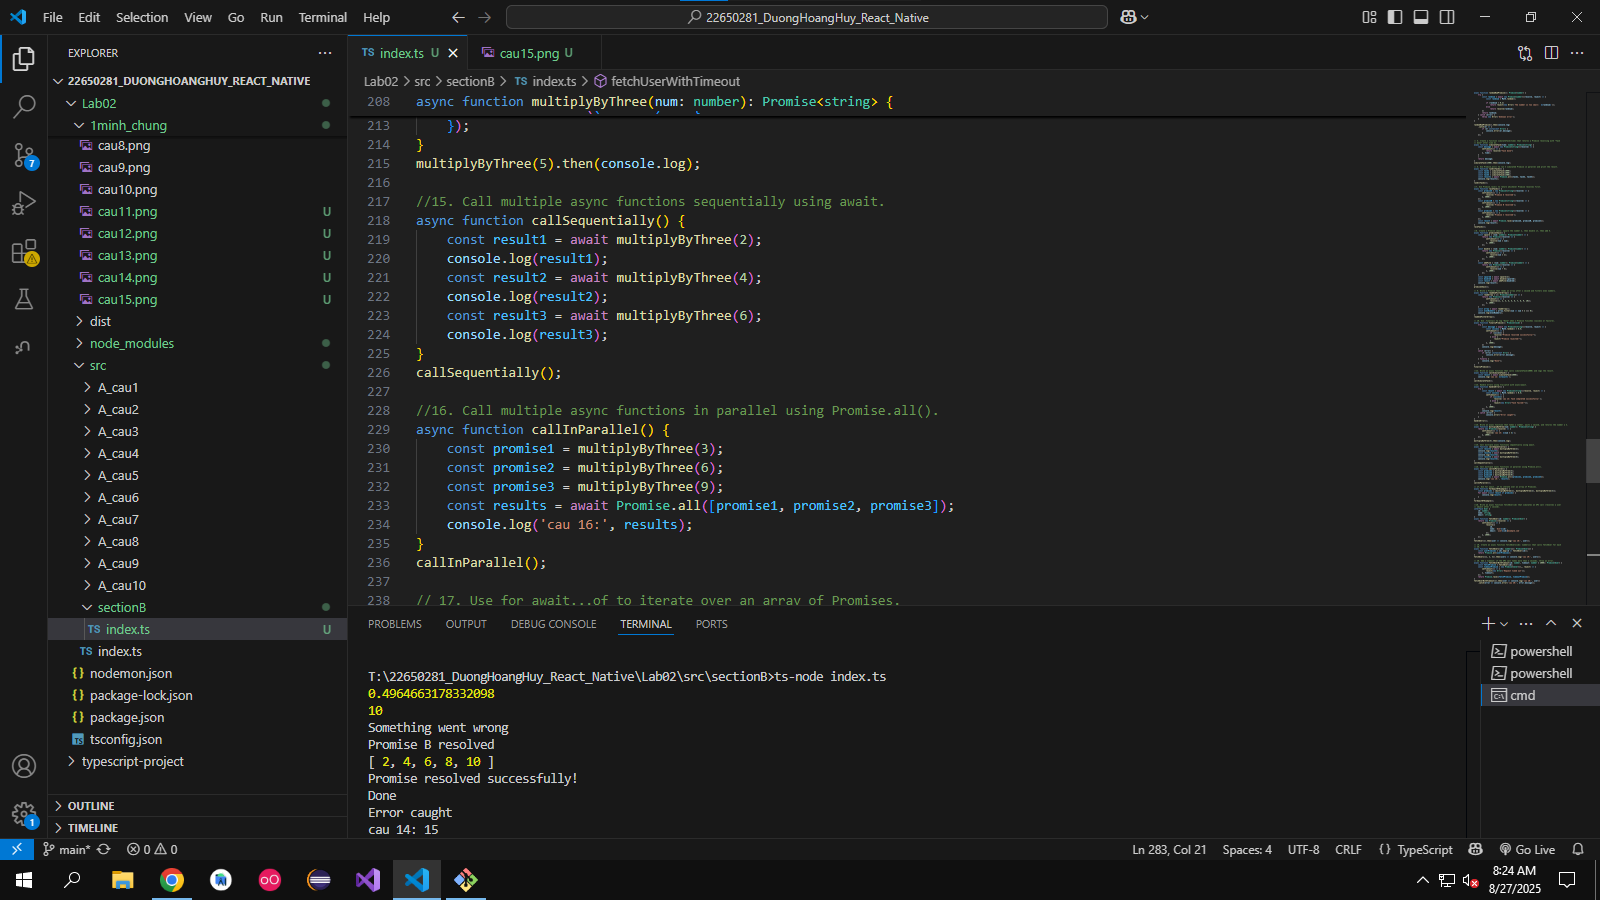 File Edit Selection View Go Run Terminal Help
22650281_DuongHoangHuy_React_Native
EXPLORER
22650281_DUONGHOANGHUY_REACT_NATIVE
Lab02
1minh_chung
cau8.png
cau9.png
cau10.png
cau11.png U
cau12.png U
cau13.png U
cau14.png U
cau15.png U
dist
node_modules
src
A_cau1
A_cau2
A_cau3
A_cau4
A_cau5
A_cau6
A_cau7
A_cau8
A_cau9
A_cau10
sectionB
TS index.ts U
TS index.ts
{} nodemon.json
{} package-lock.json
{} package.json
tsconfig.json
typescript-project
OUTLINE
TIMELINE
7
1
TS index.ts U
cau15.png U
Lab02 > src > sectionB > TS index.ts > fetchUserWithTimeout
208 async function multiplyByThree(num: number): Promise<string> {
213 });
214 }
215 multiplyByThree(5).then(console.log);
216
217 //15. Call multiple async functions sequentially using await.
218 async function callSequentially() {
219 const result1 = await multiplyByThree(2);
220 console.log(result1);
221 const result2 = await multiplyByThree(4);
222 console.log(result2);
223 const result3 = await multiplyByThree(6);
224 console.log(result3);
225 }
226 callSequentially();
227
228 //16. Call multiple async functions in parallel using Promise.all().
229 async function callInParallel() {
230 const promise1 = multiplyByThree(3);
231 const promise2 = multiplyByThree(6);
232 const promise3 = multiplyByThree(9);
233 const results = await Promise.all([promise1, promise2, promise3]);
234 console.log('cau 16:', results);
235 }
236 callInParallel();
237
238 // 17. Use for await...of to iterate over an array of Promises.
PROBLEMS OUTPUT DEBUG CONSOLE TERMINAL PORTS
T:\22650281_DuongHoangHuy_React_Native\Lab02\src\sectionB>ts-node index.ts
0.4964663178332098
10
Something went wrong
Promise B resolved
[ 2, 4, 6, 8, 10 ]
Promise resolved successfully!
Done
Error caught
cau 14: 15
powershell
powershell
cmd
main* 0 0
Ln 283, Col 21 Spaces: 4 UTF-8 CRLF {} TypeScript Go Live
8:24 AM
8/27/2025